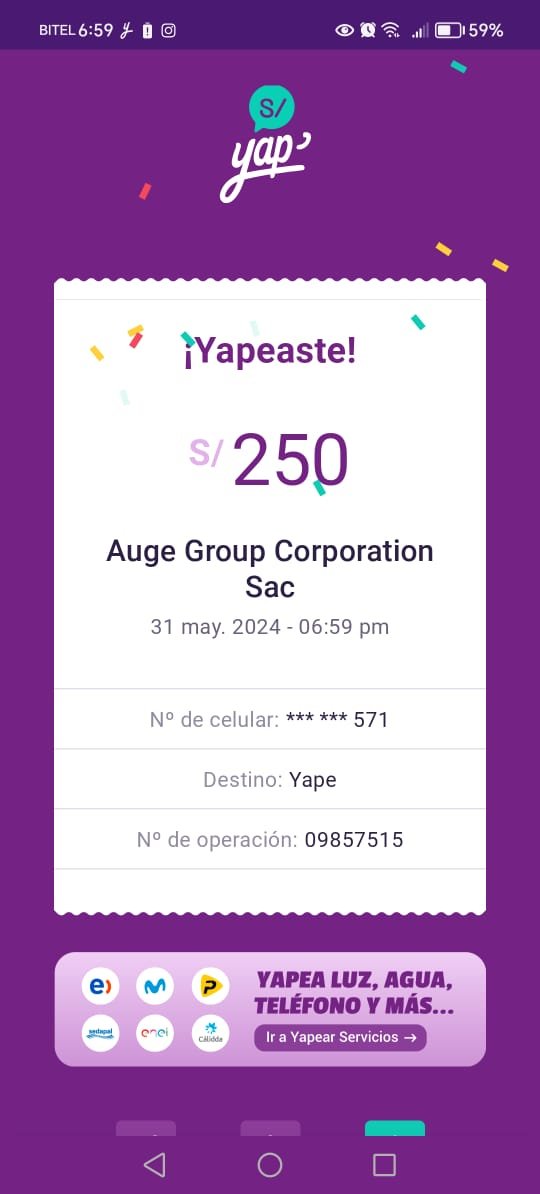 BITEL 6:59 59%
S/
yape
¡Yapeaste!
S/ 250
Auge Group Corporation
Sac
31 may. 2024 - 06:59 pm
Nº de celular: *** *** 571
Destino: Yape
Nº de operación: 09857515
e) YAPEA LUZ, AGUA,
TELÉFONO Y MÁS...
sedapal enel Cálidda
Ir a Yapear Servicios →